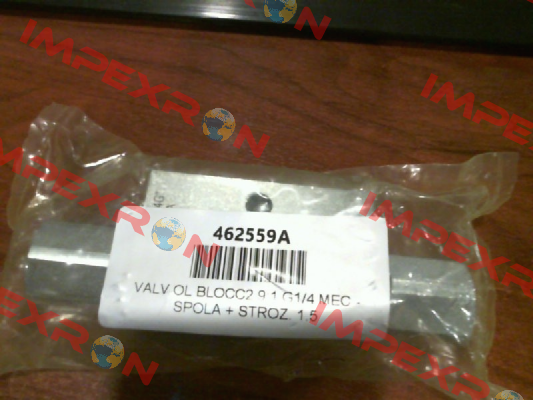 IMPEXRON
IMPEXRON
IMPEXRON
IMPEXRON
IMPEXRON
462559A
VALV OL BLOCC2 9 1 G1/4 MEC -
SPOLA + STROZ 1 5